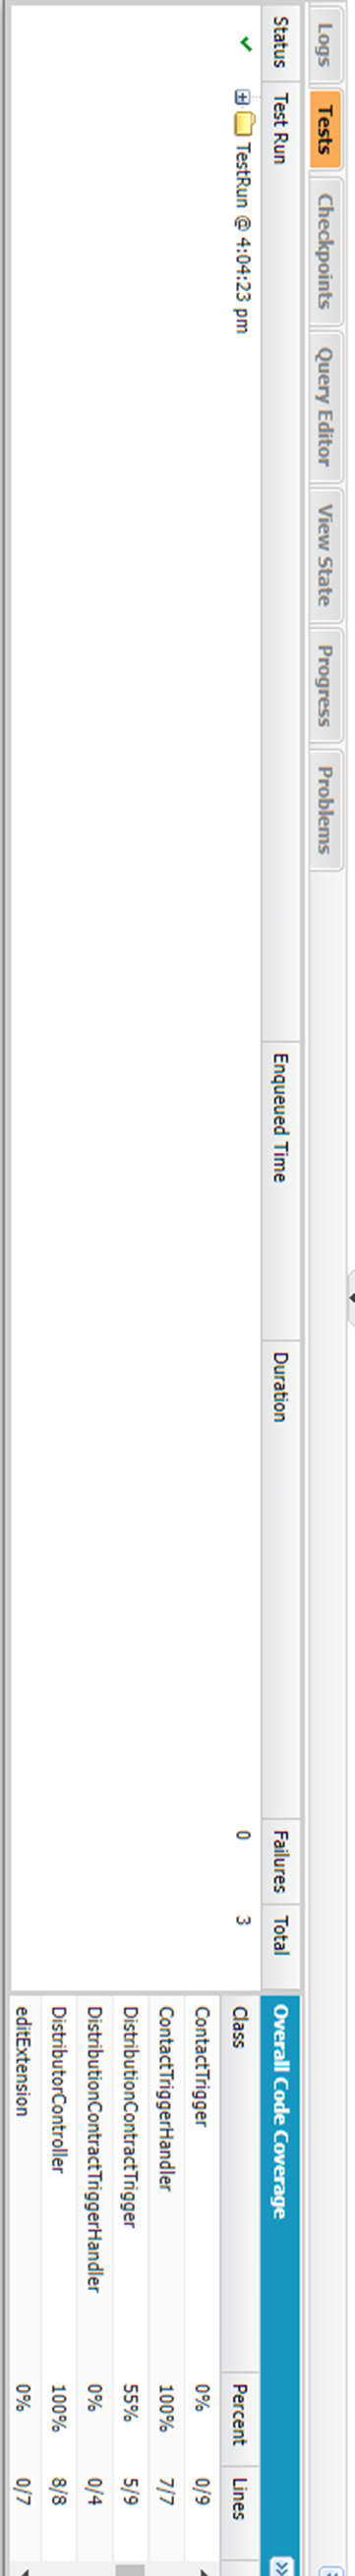 Logs Tests Checkpoints Query Editor View State Progress Problems
Status Test Run Enqueued Time Duration Failures Total
TestRun @ 4:04:23 pm 0 3
Overall Code Coverage
Class Percent Lines
ContactTrigger 0% 0/9
ContactTriggerHandler 100% 7/7
DistributionContractTrigger 55% 5/9
DistributionContractTriggerHandler 0% 0/4
DistributorController 100% 8/8
editExtension 0% 0/7